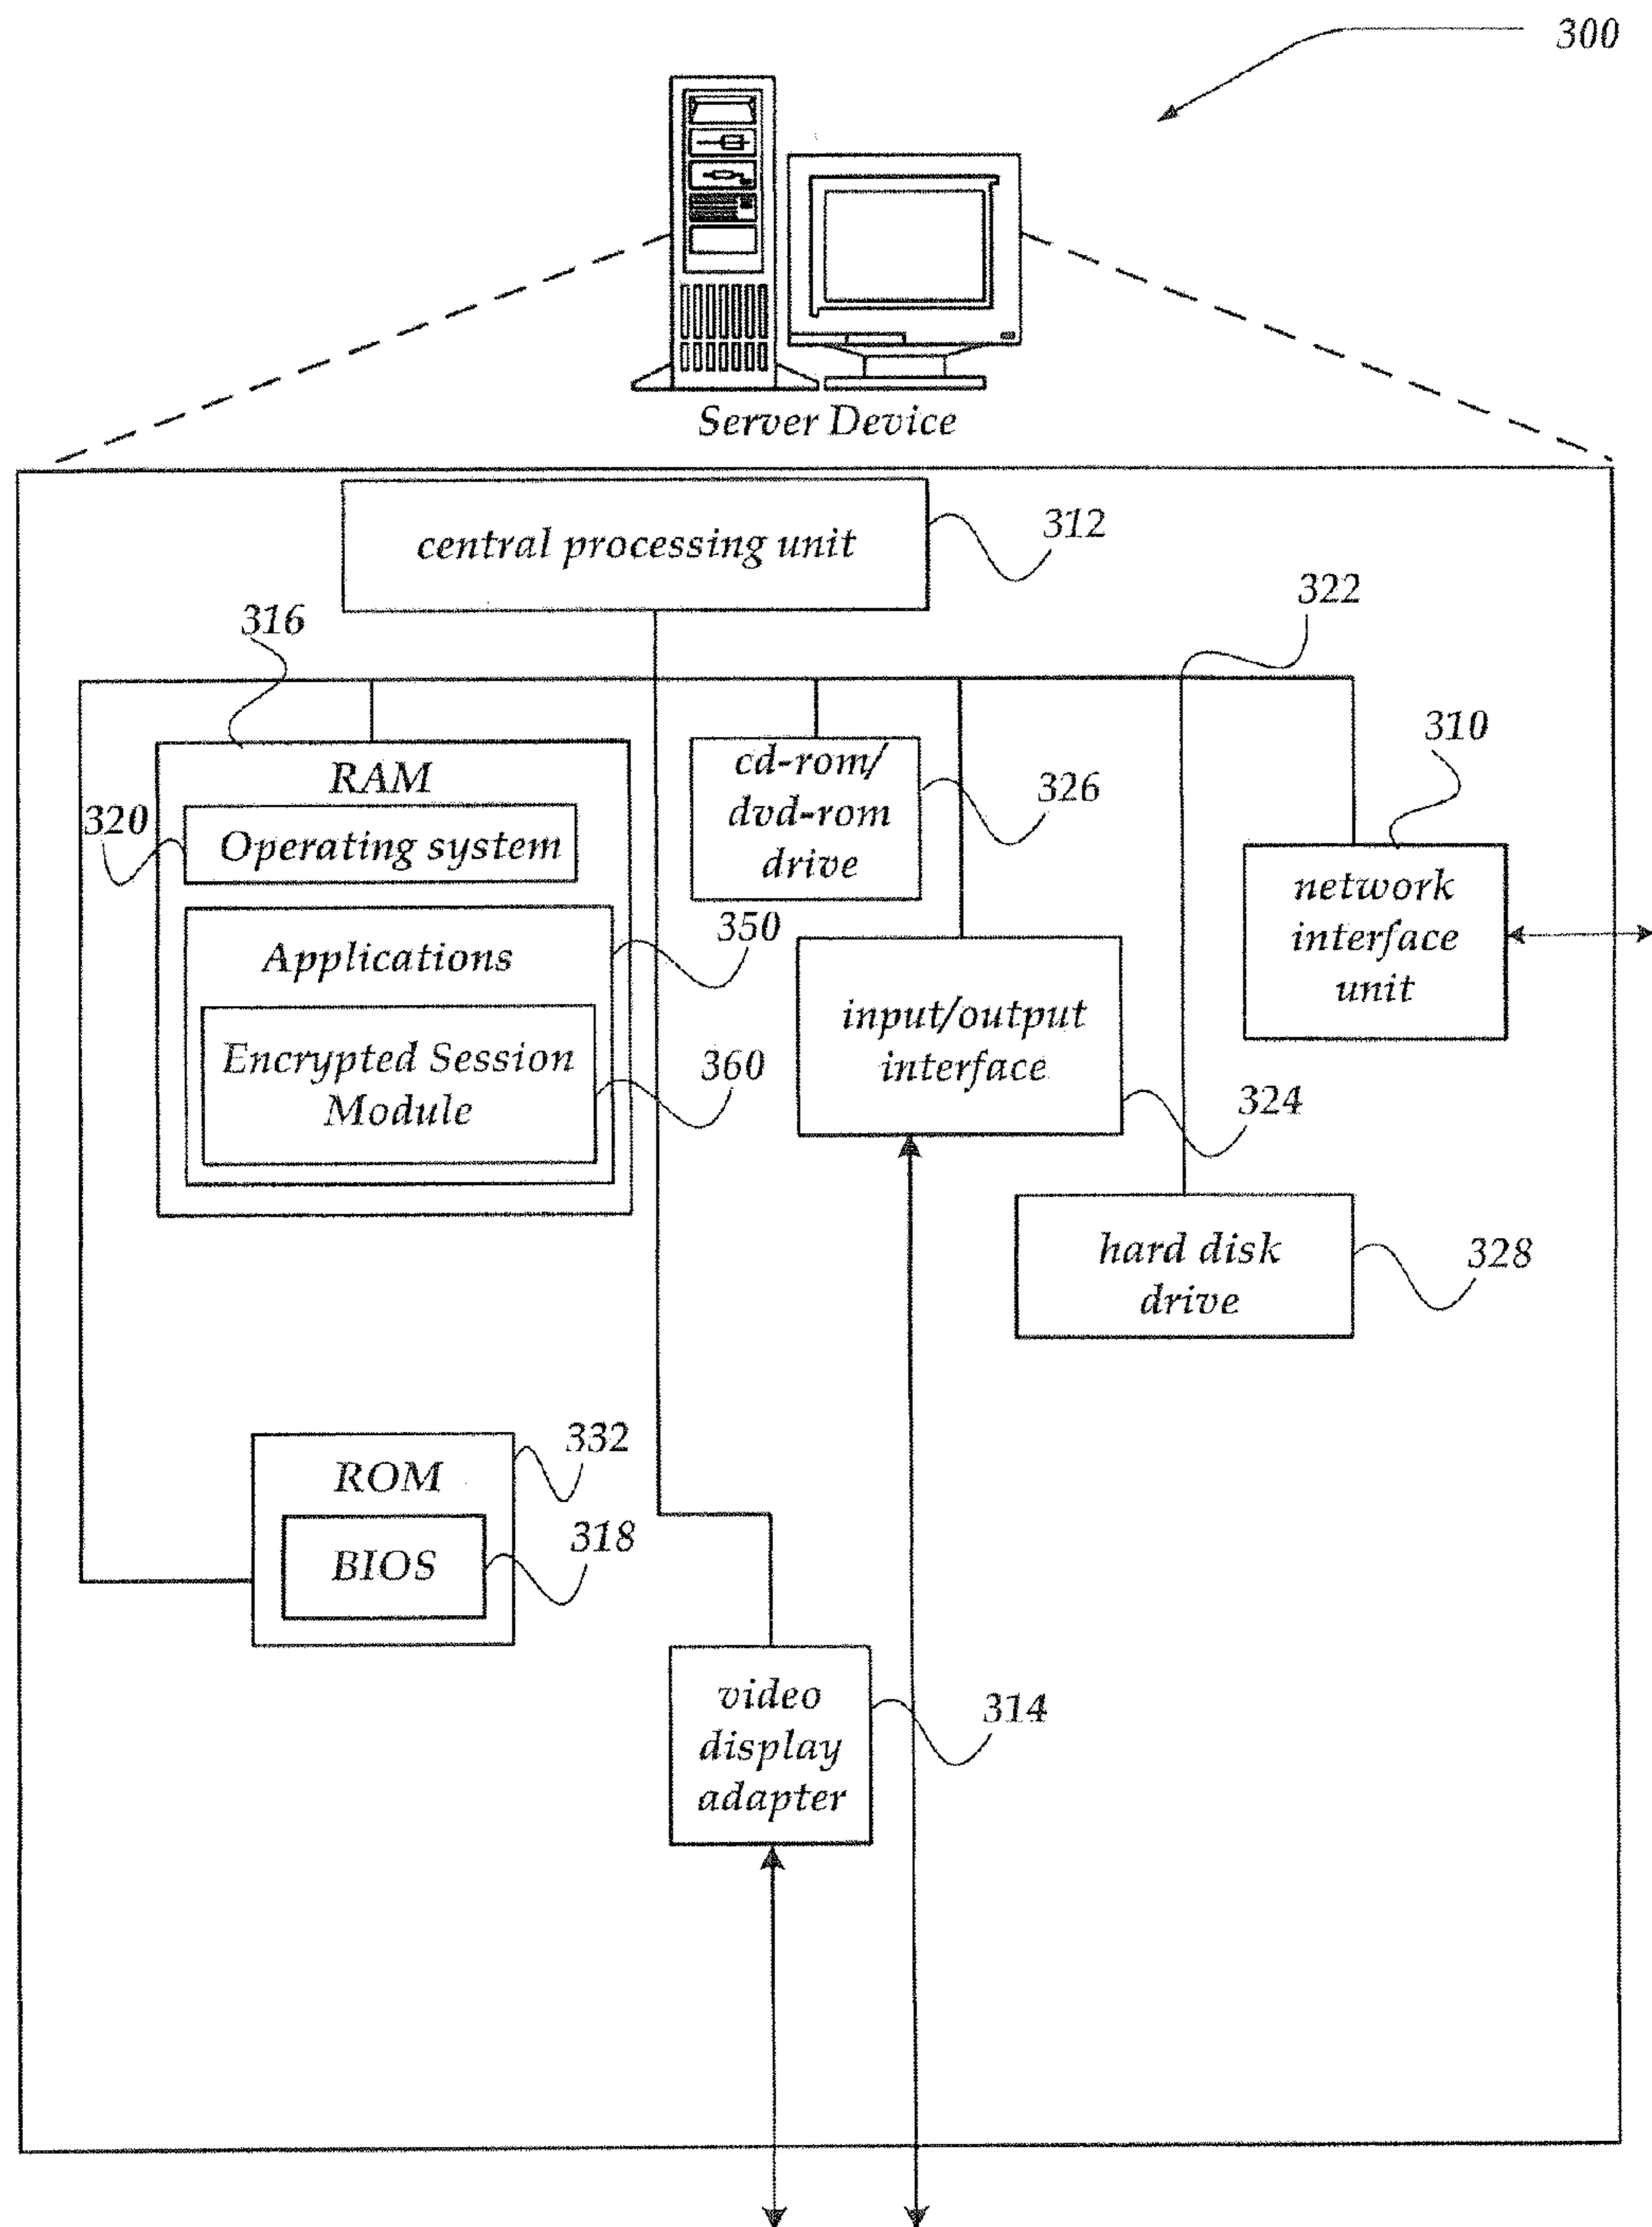 300
Server Device
central processing unit
312
322
316
310
RAM
320
Operating system
cd-rom/
dvd-rom
drive
326
network
interface
unit
350
Applications
input/output
interface
Encrypted Session
Module
360
324
hard disk
drive
328
332
ROM
318
BIOS
video
display
adapter
314